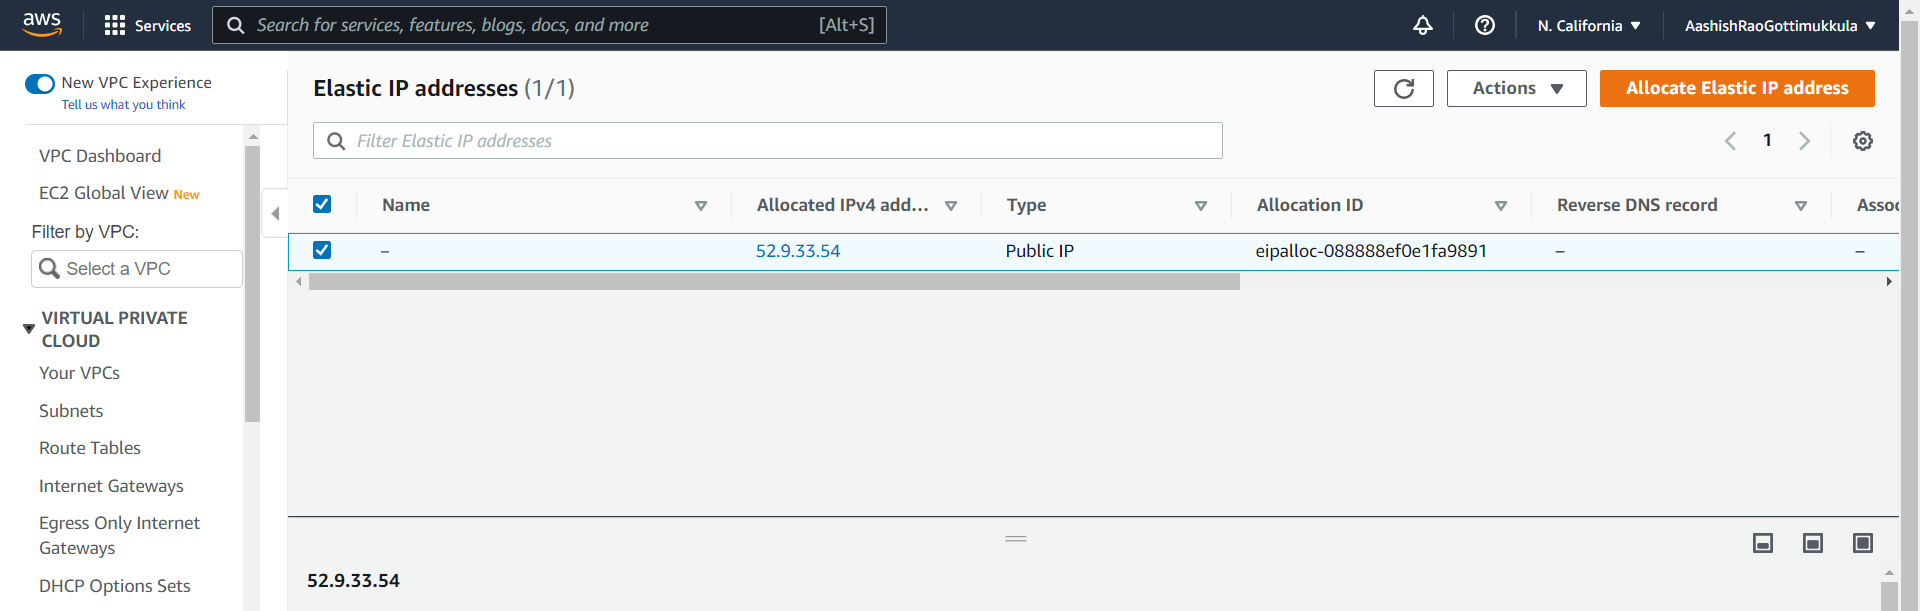 aws
Services
Search for services, features, blogs, docs, and more
[Alt+S]
N. California
AashishRaoGottimukkula
New VPC Experience
Tell us what you think
VPC Dashboard
EC2 Global View New
Filter by VPC:
Select a VPC
VIRTUAL PRIVATE
CLOUD
Your VPCs
Subnets
Route Tables
Internet Gateways
Egress Only Internet
Gateways
DHCP Options Sets
Elastic IP addresses (1/1)
Actions
Allocate Elastic IP address
Filter Elastic IP addresses
1
Name
Allocated IPv4 add...
Type
Allocation ID
Reverse DNS record
Assoc
–
52.9.33.54
Public IP
eipalloc-088888ef0e1fa9891
–
–
52.9.33.54